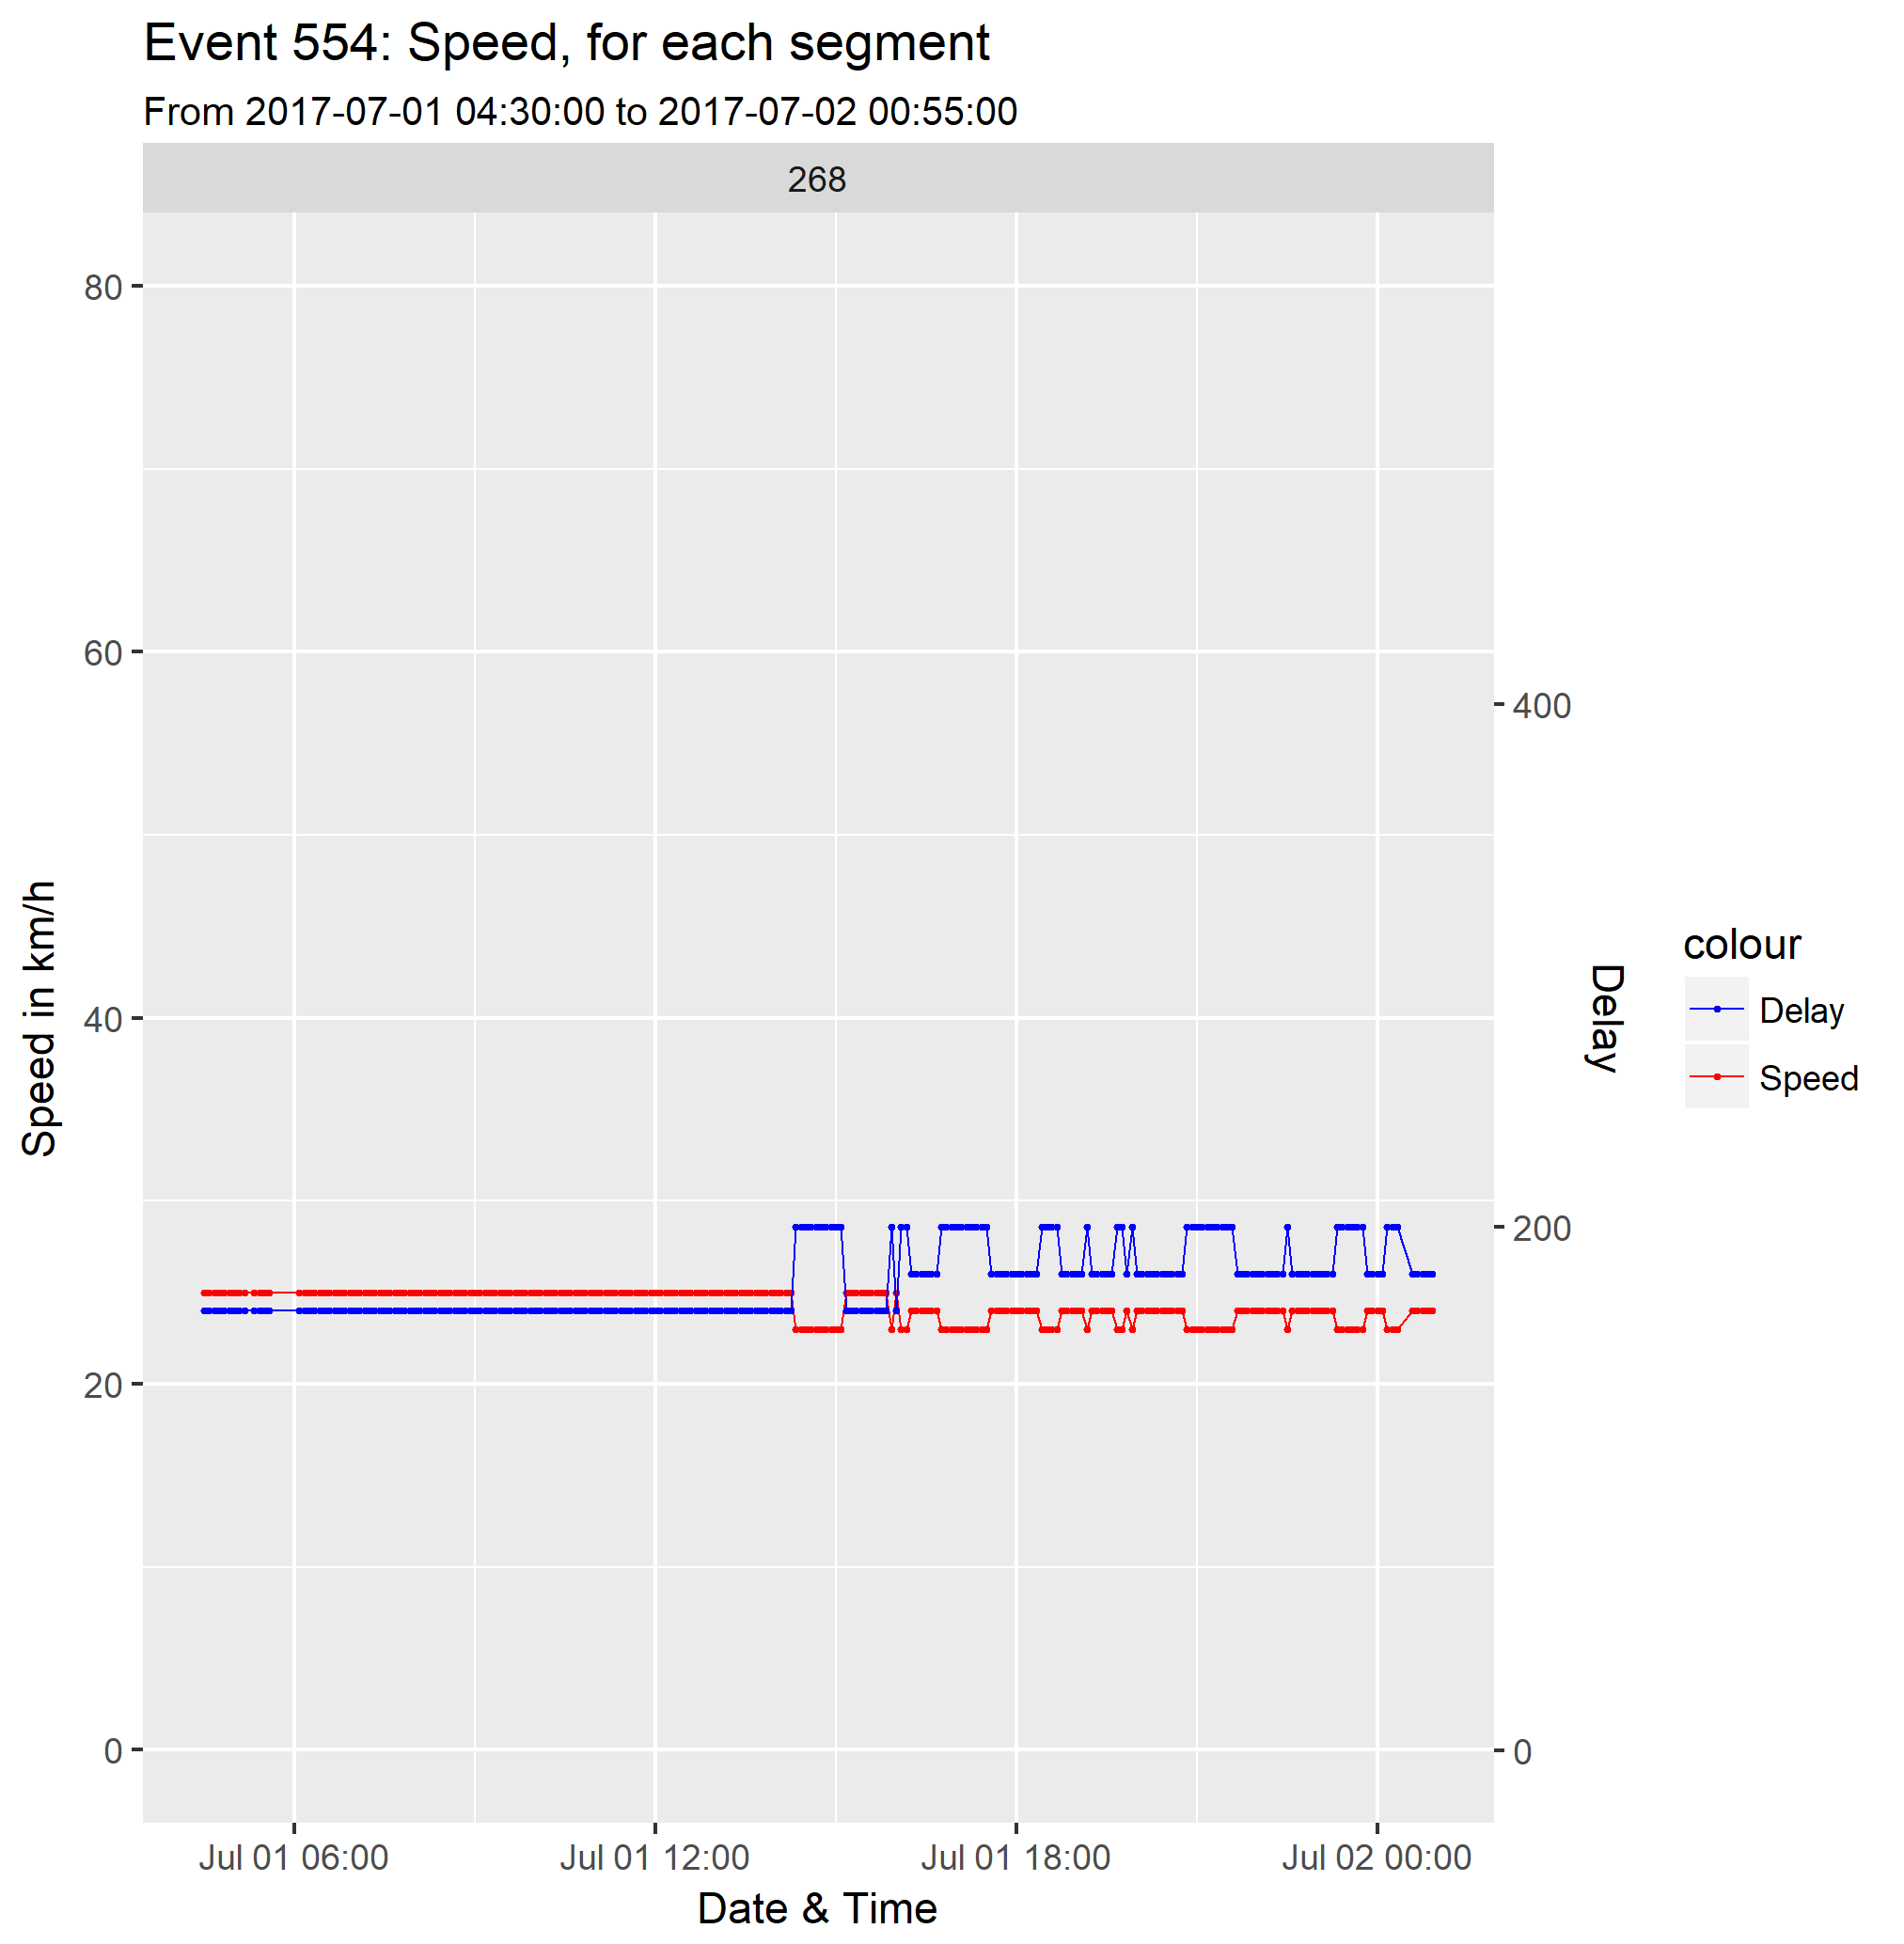 Event 554: Speed, for each segment
From 2017-07-01 04:30:00 to 2017-07-02 00:55:00
268
80
60
40
20
0
Speed in km/h
400
200
0
Delay
colour
Delay
Speed
Jul 01 06:00
Jul 01 12:00
Jul 01 18:00
Jul 02 00:00
Date & Time